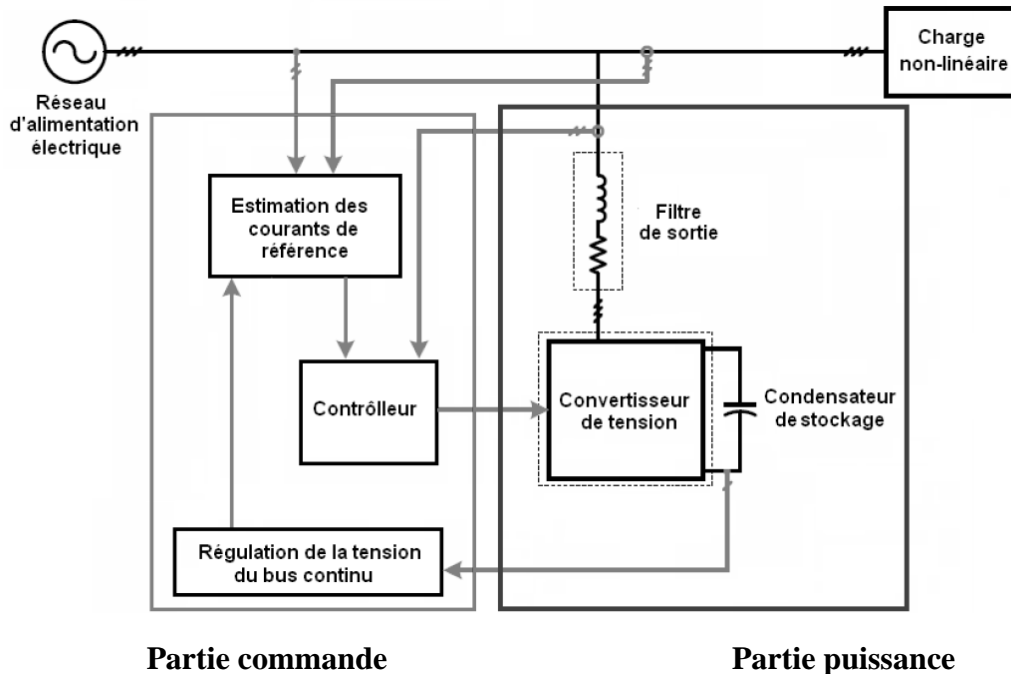 Charge
non-linéaire
Réseau
d'alimentation
électrique
Estimation des
courants de
référence
Filtre
de sortie
Contrôlleur
Convertisseur
de tension
Condensateur
de stockage
Régulation de la tension
du bus continu
Partie commande
Partie puissance